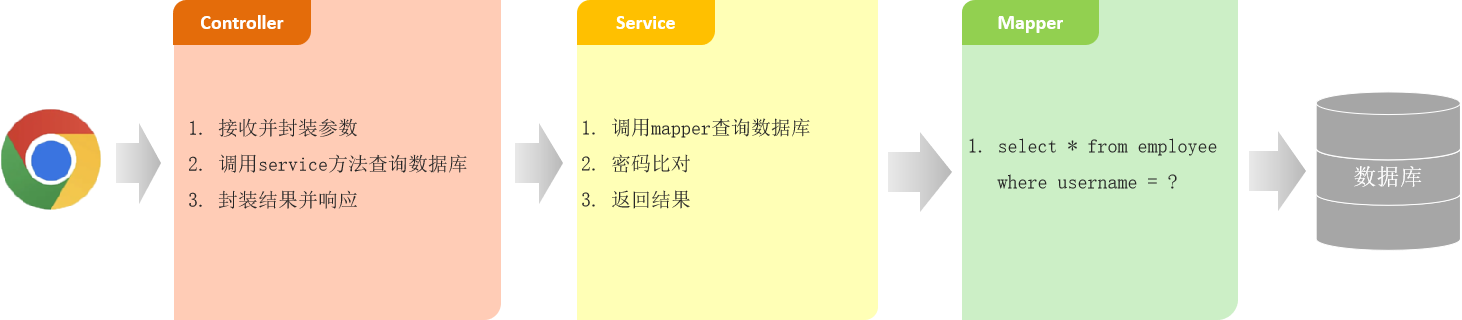 Controller
1. 接收并封装参数
2. 调用service方法查询数据库
3. 封装结果并响应
Service
1. 调用mapper查询数据库
2. 密码比对
3. 返回结果
Mapper
1. select * from employee
where username = ?
数据库